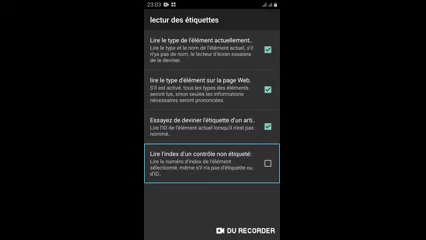 23:03
lectur des étiquettes
Lire le type de l'élément actuellement..
Lire le type et le nom de l'élément actuel, s'il
n'ya pas de nom, le lecteur d'écran essaiera
de le deviner.
lire le type d'élément sur la page Web.
S'il est activé, tous les types des éléments
seront lus, sinon seules les informations
nécessaires seront prononcées.
Essayez de deviner l'étiquette d'un arti..
Lire l'ID de l'élément actuel lorsqu'il n'est pas
nommé..
Lire l'index d'un contrôle non étiqueté:
Lire le numéro d'index de l'élément
sélectionné, même s'il n'a pas d'étiquette ou
d'ID..
DU RECORDER